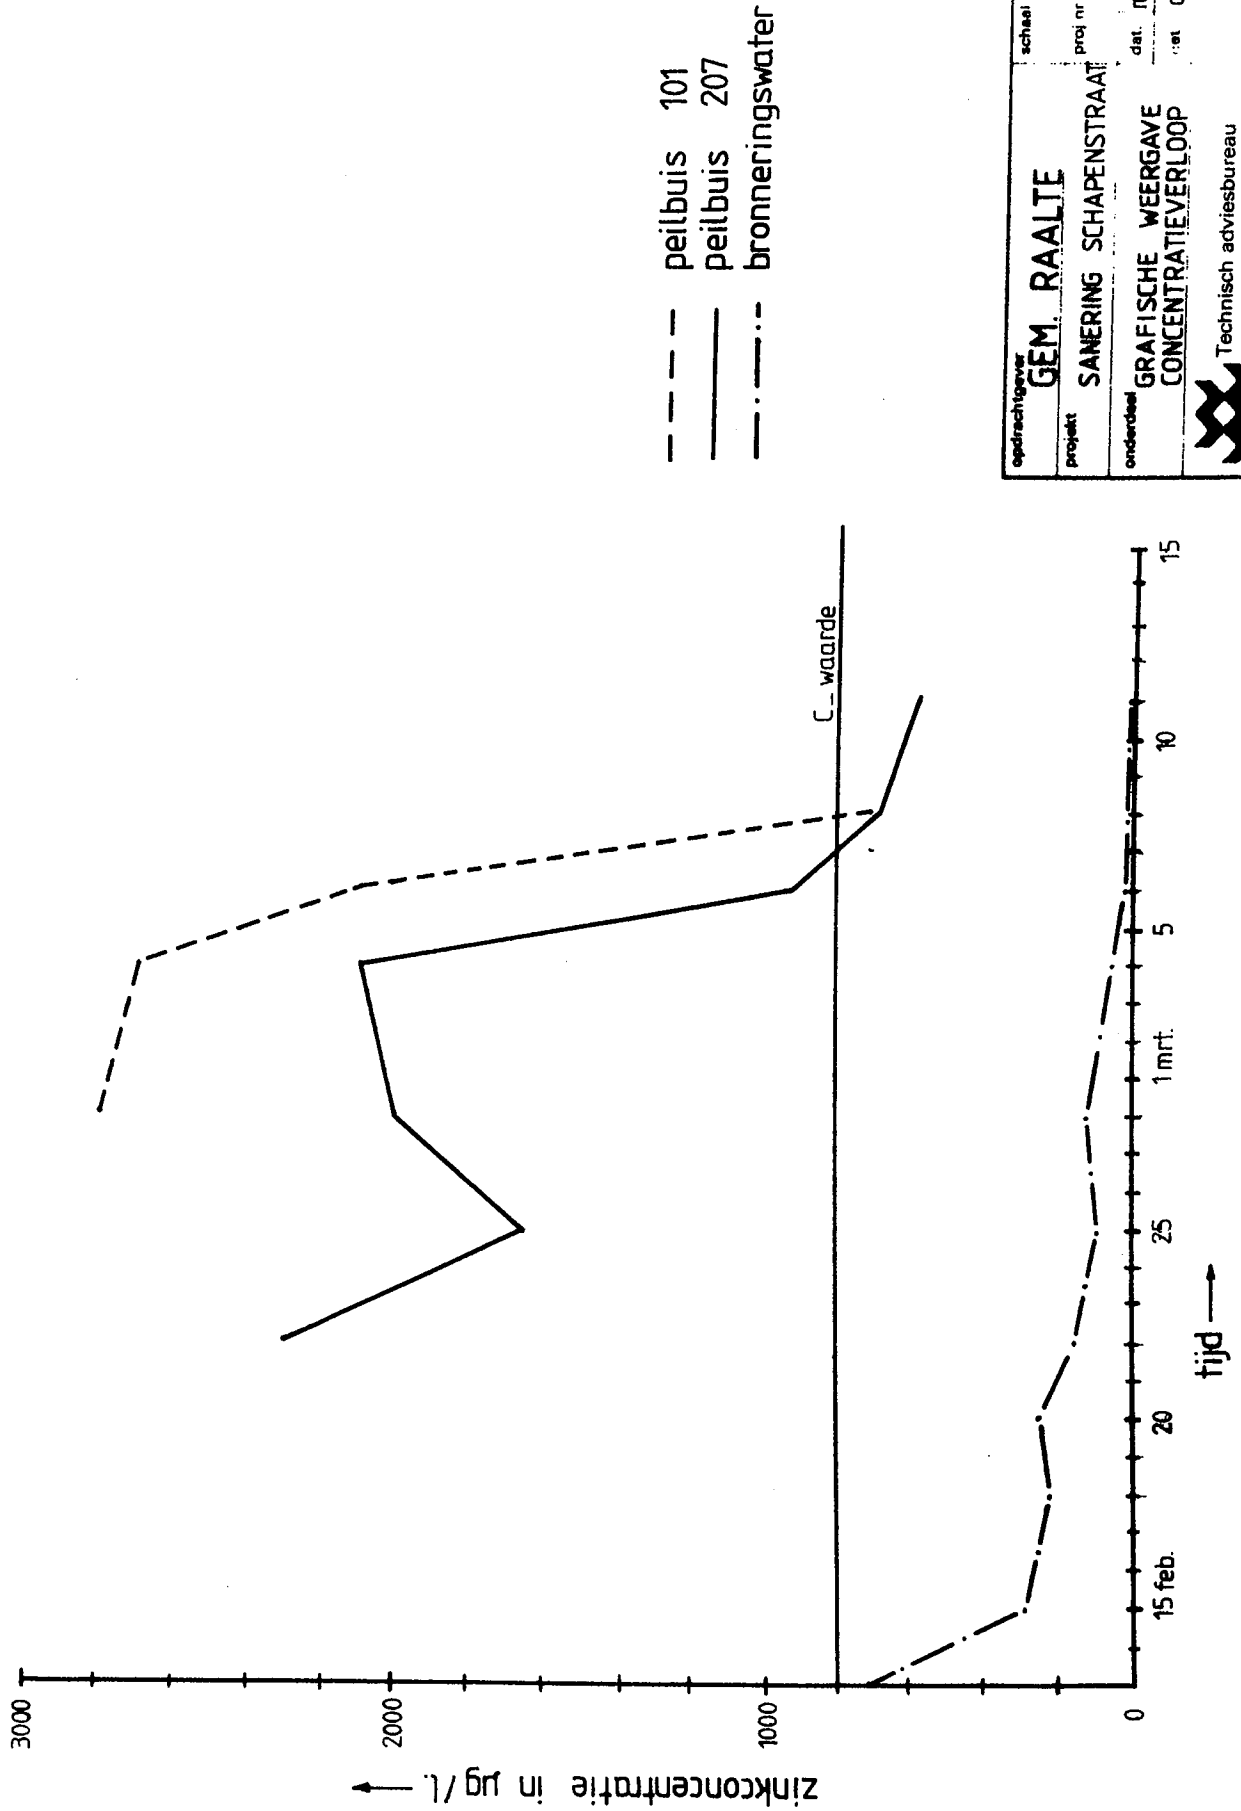 zinkconcentratie in µg/l.
3000
2000
1000
0
15 feb.
20
25
1 mrt.
5
10
15
tijd
C_waarde
peilbuis 101
peilbuis 207
bronneringswater
opdrachtgever
GEM. RAALTE
schaal
projekt
SANERING SCHAPENSTRAAT
proj nr
onderdeel
GRAFISCHE WEERGAVE
CONCENTRATIEVERLOOP
dat.
Technisch adviesbureau